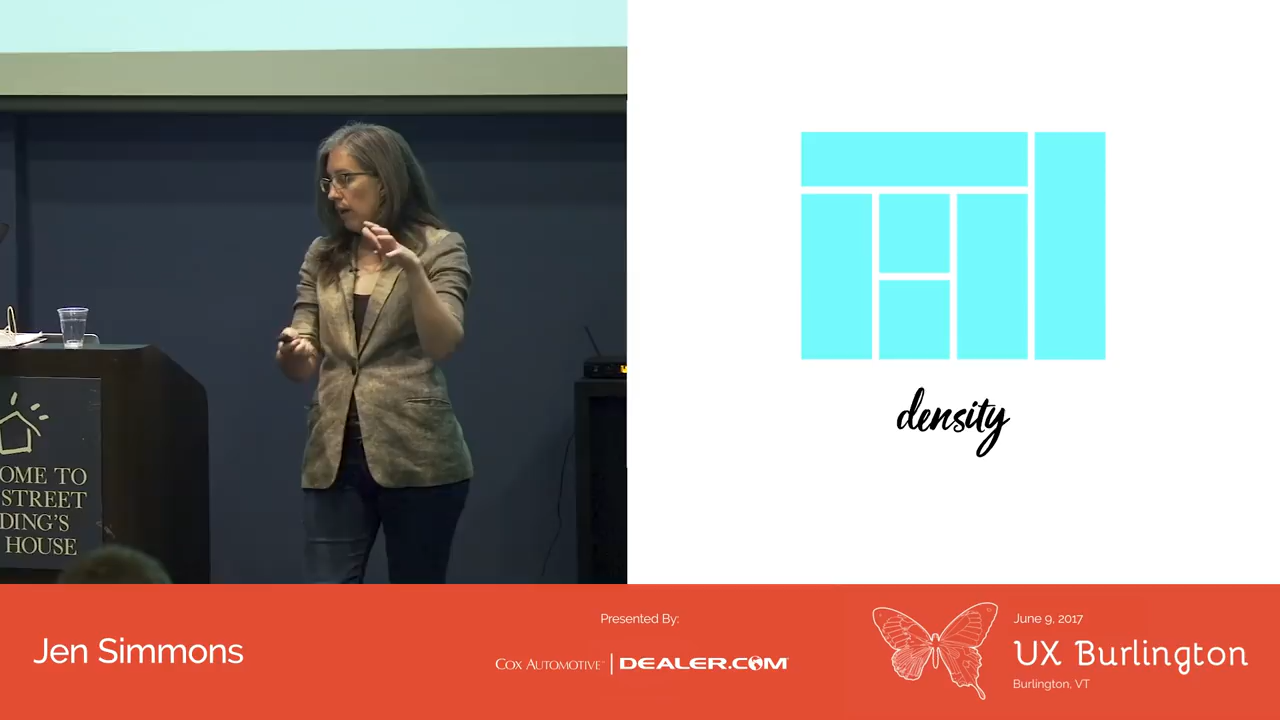 OME TO
STREET
DING'S
HOUSE
density
Jen Simmons
Presented By:
COX AUTOMOTIVE™ | DEALER.COM
June 9, 2017
UX Burlington
Burlington, VT